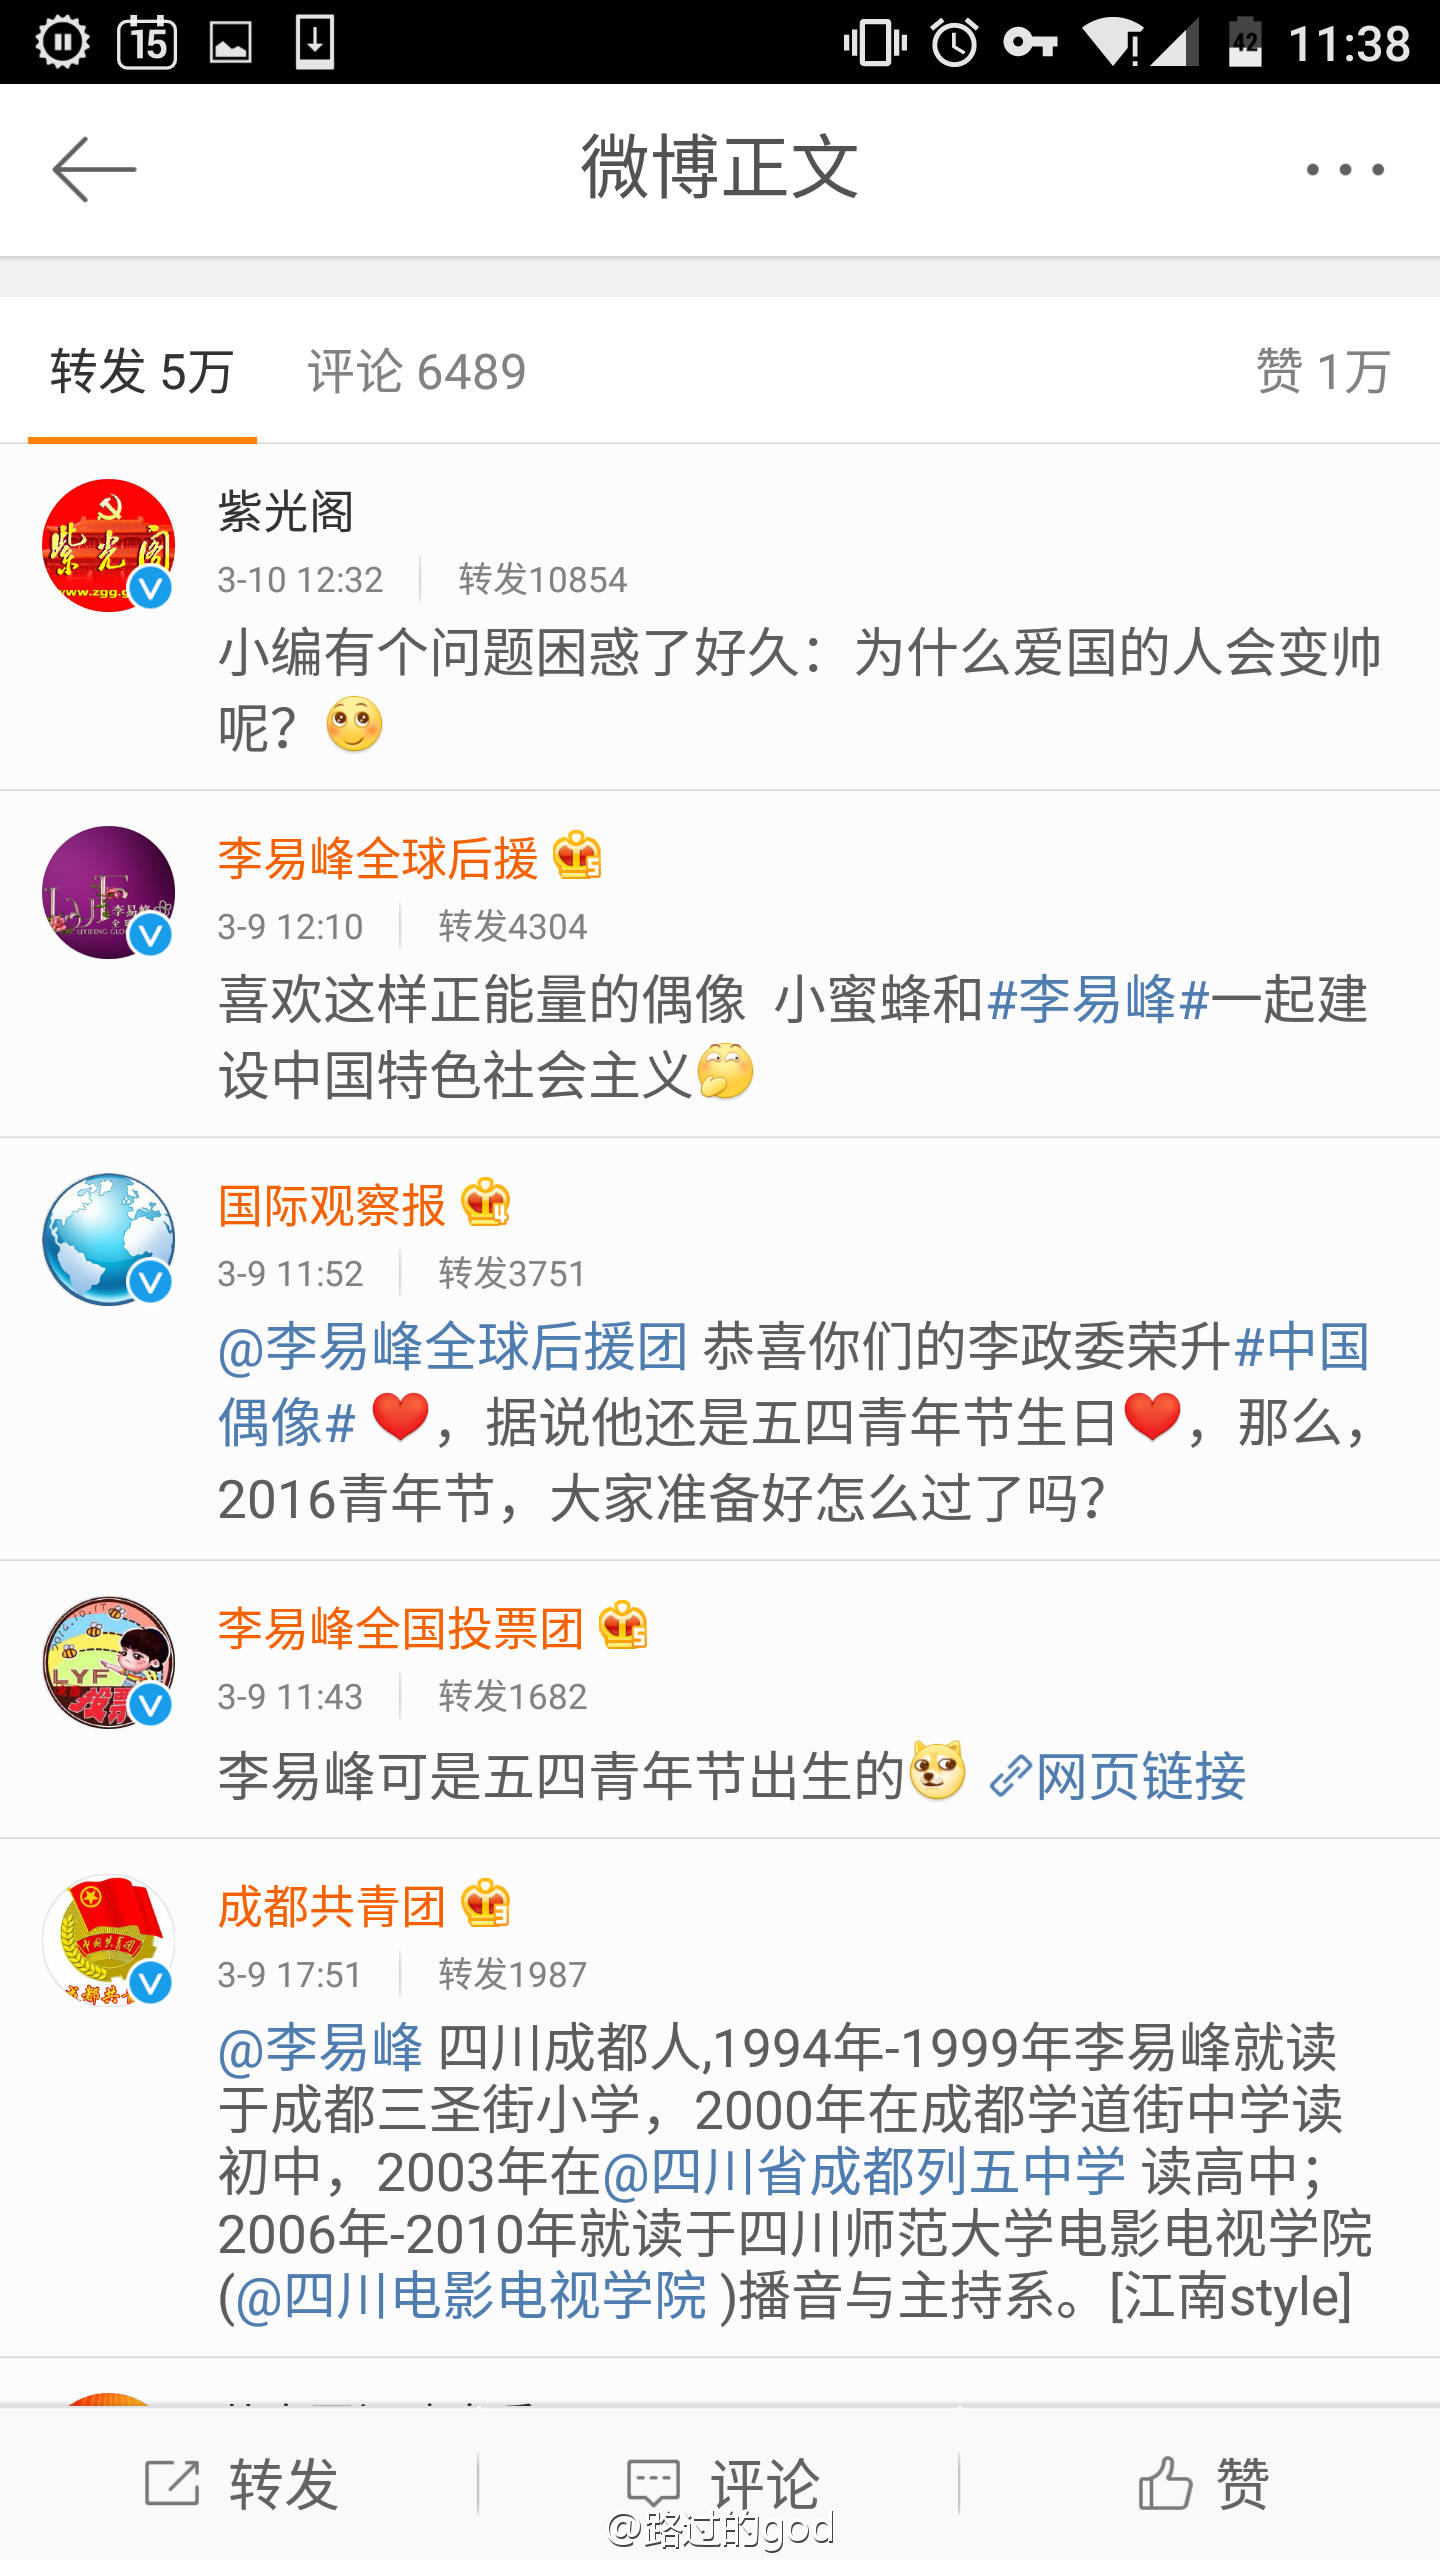 15
42
11:38
微博正文
转发 5万 评论 6489 赞 1万
紫光阁
www.zgg.g
紫光阁
3-10 12:32 转发10854
小编有个问题困惑了好久：为什么爱国的人会变帅
呢？
李易峰全球后援
5
3-9 12:10 转发4304
喜欢这样正能量的偶像 小蜜蜂和#李易峰#一起建
设中国特色社会主义
国际观察报
4
3-9 11:52 转发3751
@李易峰全球后援团 恭喜你们的李政委荣升#中国
偶像# ，据说他还是五四青年节生日，那么，
2016青年节，大家准备好怎么过了吗？
LYF
李易峰全国投票团
5
3-9 11:43 转发1682
李易峰可是五四青年节出生的 网页链接
中国共青团
成都共青团
3
3-9 17:51 转发1987
@李易峰 四川成都人,1994年-1999年李易峰就读
于成都三圣街小学，2000年在成都学道街中学读
初中，2003年在@四川省成都列五中学 读高中；
2006年-2010年就读于四川师范大学电影电视学院
(@四川电影电视学院 )播音与主持系。[江南style]
转发 评论 赞
@路过的god